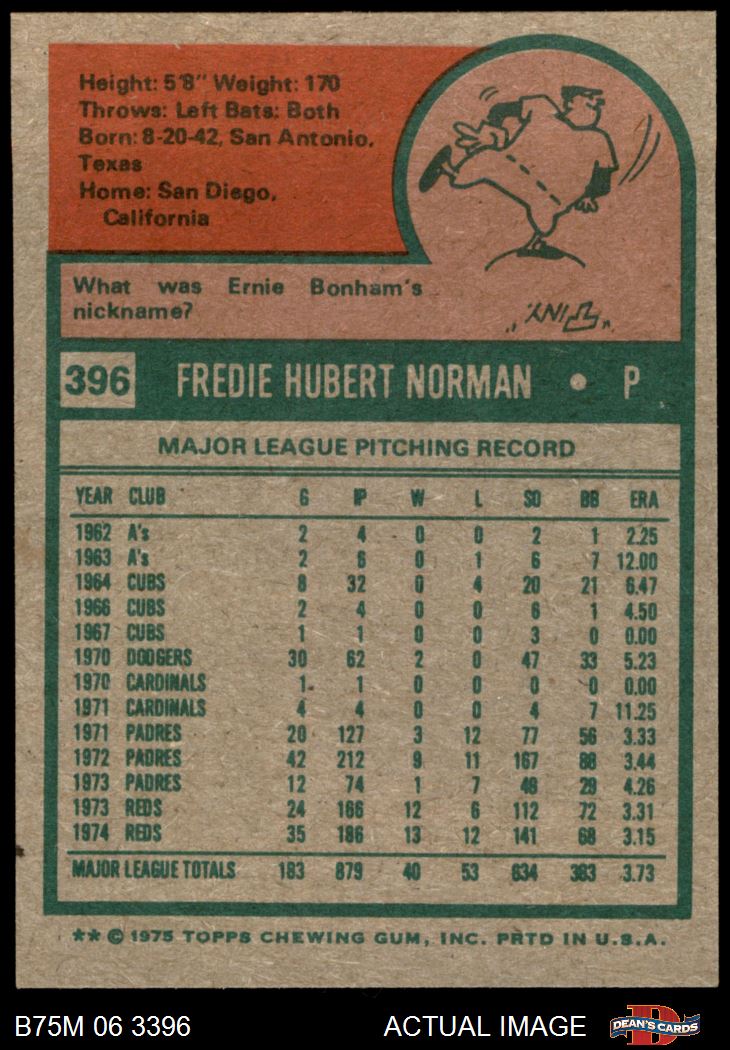 Height: 5'8" Weight: 170
Throws: Left Bats: Both
Born: 8-20-42, San Antonio,
Texas
Home: San Diego,
California
What was Ernie Bonham's
nickname?
"TINY"
396 FREDIE HUBERT NORMAN • P
MAJOR LEAGUE PITCHING RECORD
YEAR CLUB G IP W L SO BB ERA
1962 A's 2 4 0 0 2 1 2.25
1963 A's 2 6 0 1 6 7 12.00
1964 CUBS 8 32 0 4 20 21 6.47
1966 CUBS 2 4 0 0 6 1 4.50
1967 CUBS 1 1 0 0 3 0 0.00
1970 DODGERS 30 62 2 0 47 33 5.23
1970 CARDINALS 1 1 0 0 0 0 0.00
1971 CARDINALS 4 4 0 0 4 7 11.25
1971 PADRES 20 127 3 12 77 56 3.33
1972 PADRES 42 212 9 11 167 88 3.44
1973 PADRES 12 74 1 7 49 29 4.26
1973 REDS 24 166 12 6 112 72 3.31
1974 REDS 35 186 13 12 141 68 3.15
MAJOR LEAGUE TOTALS 183 879 40 53 634 383 3.73
** © 1975 TOPPS CHEWING GUM, INC. PRTD IN U.S.A.
B75M 06 3396 ACTUAL IMAGE DEAN'S CARDS